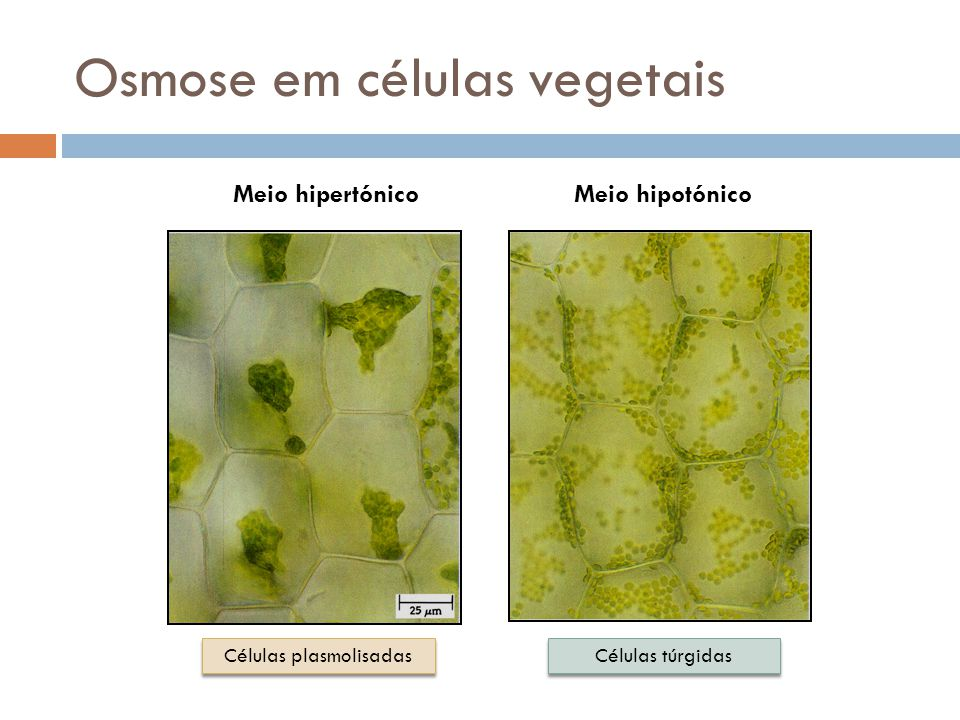 Osmose em células vegetais
Meio hipertónico
Meio hipotónico
25 µm
Células plasmolisadas
Células túrgidas